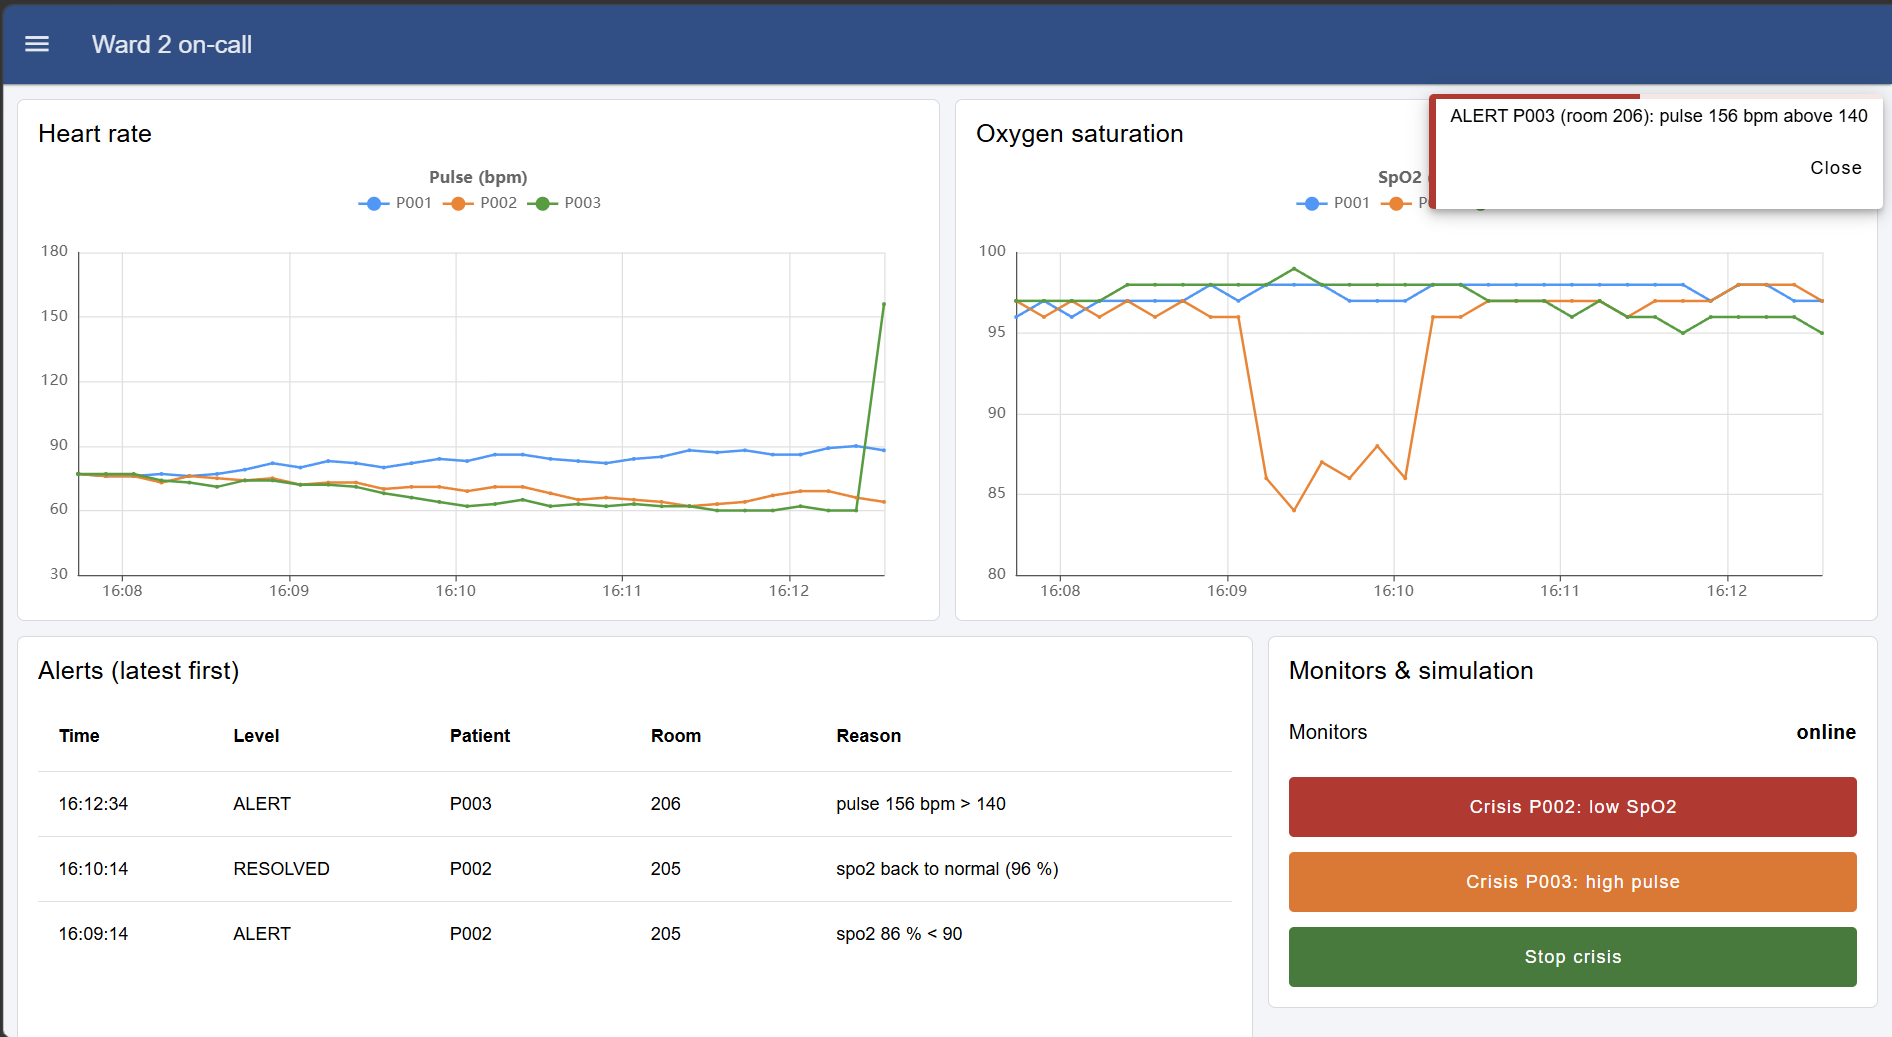 Ward 2 on-call
Heart rate
Pulse (bpm)
P001 P002 P003
180
150
120
90
60
30
16:08 16:09 16:10 16:11 16:12
Oxygen saturation
SpO2
P001
100
95
90
85
80
16:08 16:09 16:10 16:11 16:12
ALERT P003 (room 206): pulse 156 bpm above 140
Close
Alerts (latest first)
Time Level Patient Room Reason
16:12:34 ALERT P003 206 pulse 156 bpm > 140
16:10:14 RESOLVED P002 205 spo2 back to normal (96 %)
16:09:14 ALERT P002 205 spo2 86 % < 90
Monitors & simulation
Monitors online
Crisis P002: low SpO2
Crisis P003: high pulse
Stop crisis